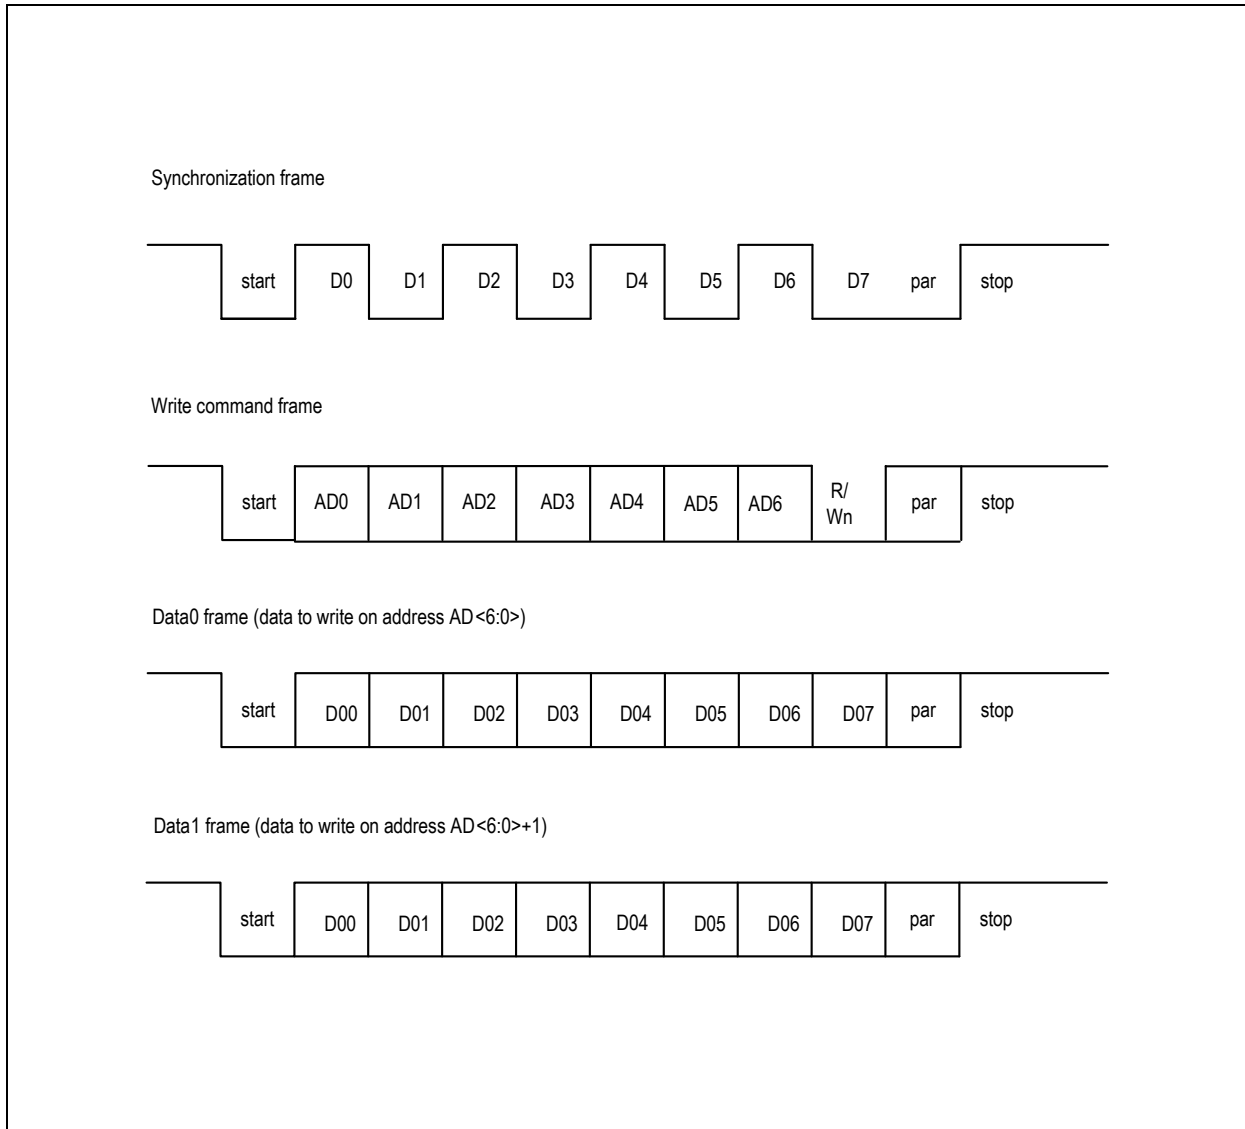 Synchronization frame
start D0 D1 D2 D3 D4 D5 D6 D7 par stop
Write command frame
start AD0 AD1 AD2 AD3 AD4 AD5 AD6 R/ Wn par stop
Data0 frame (data to write on address AD<6:0>)
start D00 D01 D02 D03 D04 D05 D06 D07 par stop
Data1 frame (data to write on address AD<6:0>+1)
start D00 D01 D02 D03 D04 D05 D06 D07 par stop